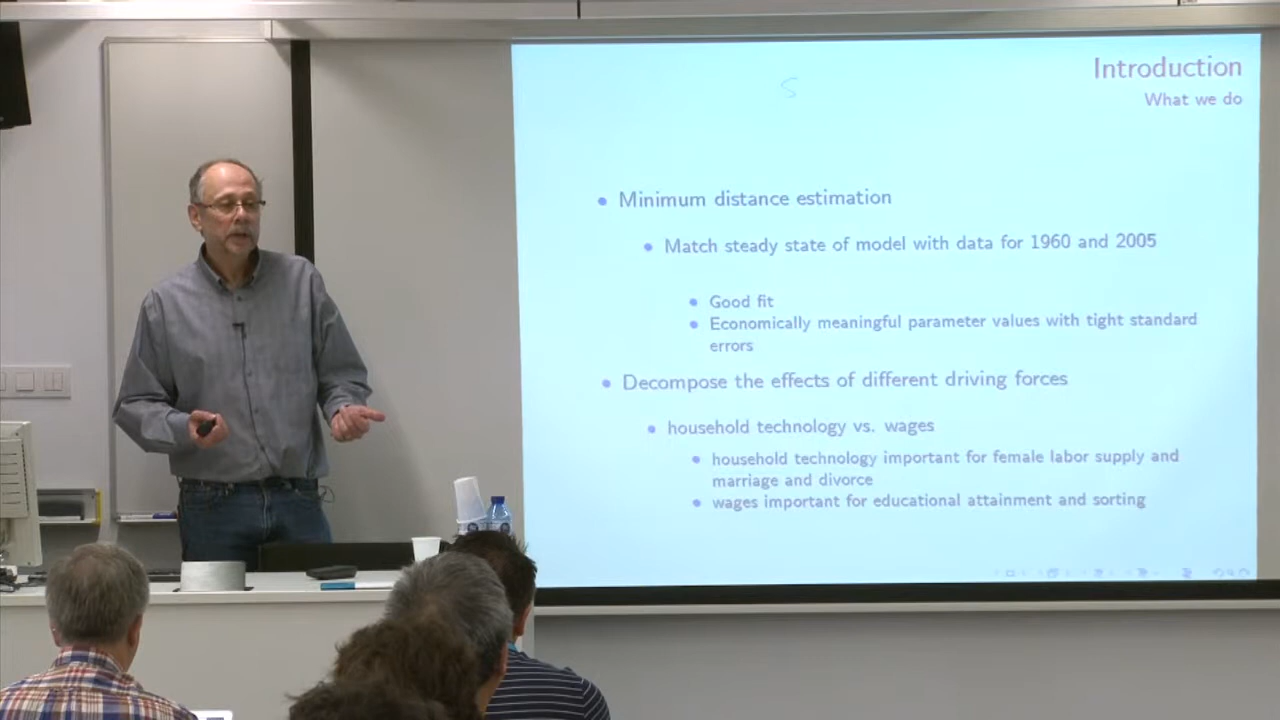 Introduction
What we do
Minimum distance estimation
Match steady state of model with data for 1960 and 2005
Good fit
Economically meaningful parameter values with tight standard
errors
Decompose the effects of different driving forces
household technology vs. wages
household technology important for female labor supply and
marriage and divorce
wages important for educational attainment and sorting